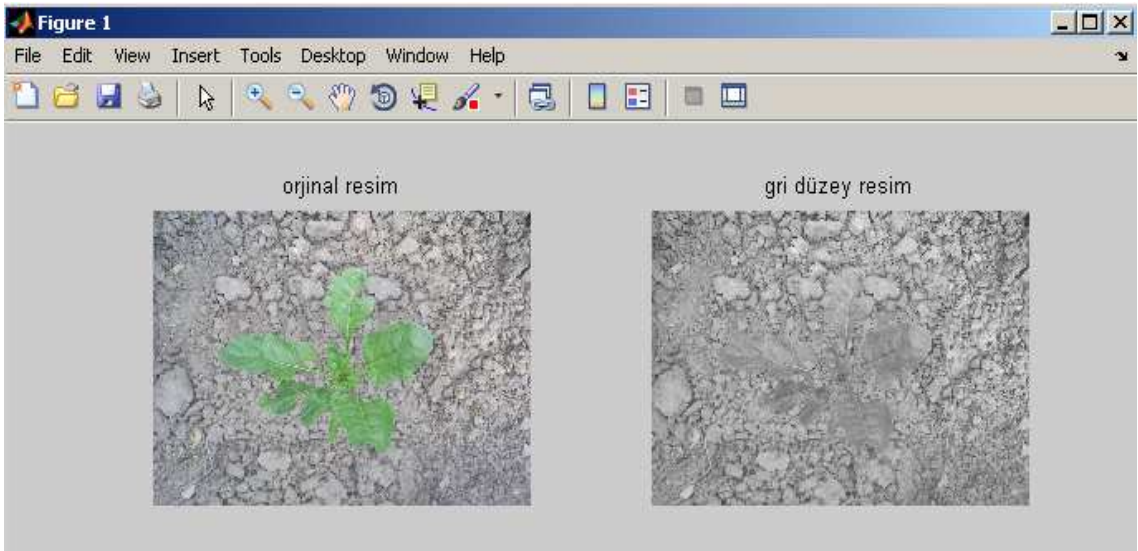 Figure 1
File Edit View Insert Tools Desktop Window Help
orjinal resim
gri düzey resim